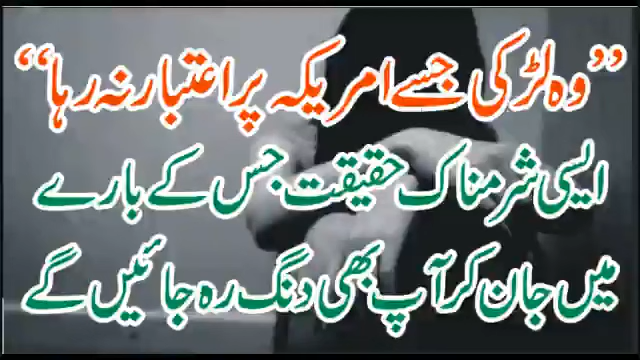 ”وہ لڑکی جسے امریکہ پر اعتبار نہ رہا“
ایسی شرمناک حقیقت جس کے بارے
میں جان کر آپ بھی دنگ رہ جائیں گے